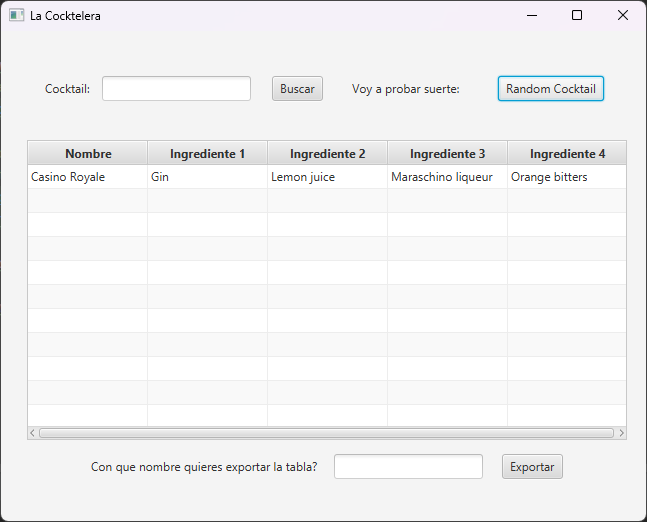 La Cocktelera
Cocktail: Buscar Voy a probar suerte: Random Cocktail
Nombre Ingrediente 1 Ingrediente 2 Ingrediente 3 Ingrediente 4
Casino Royale Gin Lemon juice Maraschino liqueur Orange bitters
Con que nombre quieres exportar la tabla? Exportar